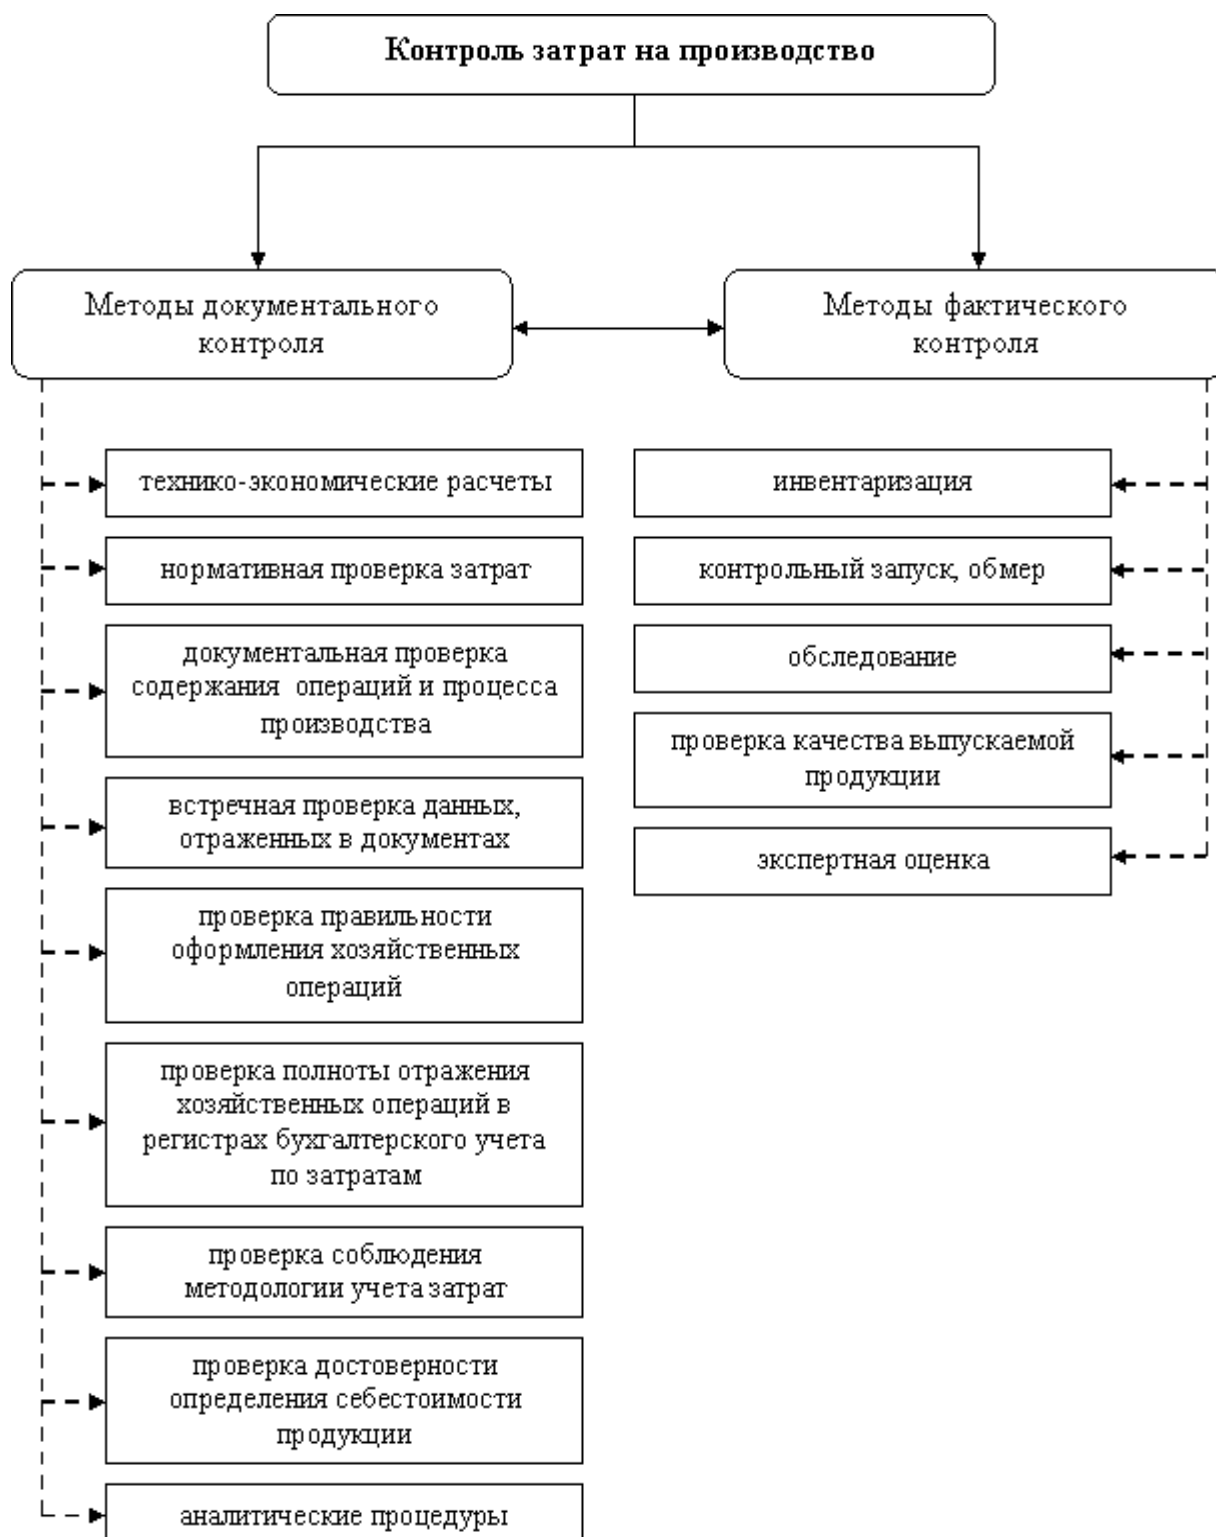 Контроль затрат на производство
Методы документального
контроля
Методы фактического
контроля
технико-экономические расчеты
нормативная проверка затрат
документальная проверка
содержания операций и процесса
производства
встречная проверка данных,
отраженных в документах
проверка правильности
оформления хозяйственных
операций
проверка полноты отражения
хозяйственных операций в
регистрах бухгалтерского учета
по затратам
проверка соблюдения
методологии учета затрат
проверка достоверности
определения себестоимости
продукции
аналитические процедуры
инвентаризация
контрольный запуск, обмер
обследование
проверка качества выпускаемой
продукции
экспертная оценка